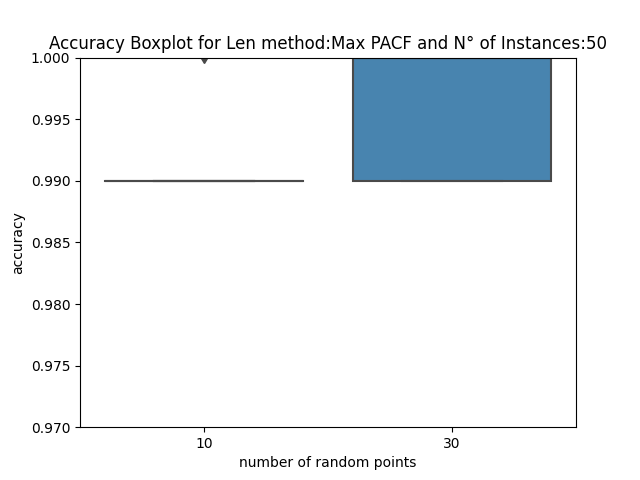 Accuracy Boxplot for Len method:Max PACF and N° of Instances:50
1.000
0.995
0.990
0.985
0.980
0.975
0.970
accuracy
10 30
number of random points